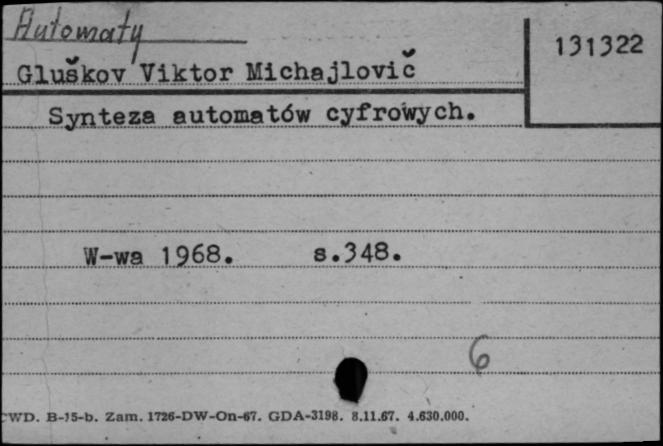 Automaty
131322
Gluškov Viktor Michajlovič
Synteza automatów cyfrowych.
W-wa 1968. s.348.
6
CWD. B-15-b. Zam. 1726-DW-On-67. GDA-3198. 8.11.67. 4.630.000.